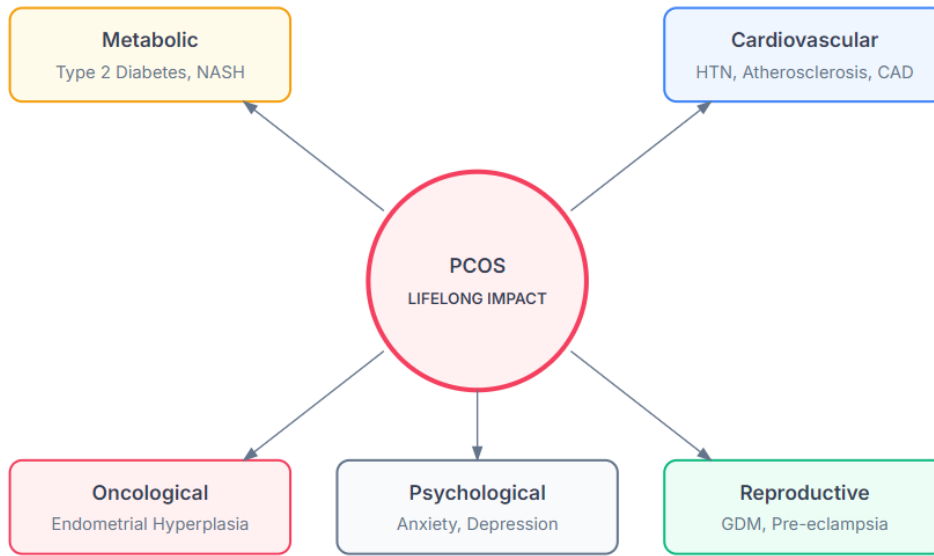 Metabolic
Type 2 Diabetes, NASH
Cardiovascular
HTN, Atherosclerosis, CAD
PCOS
LIFELONG IMPACT
Oncological
Endometrial Hyperplasia
Psychological
Anxiety, Depression
Reproductive
GDM, Pre-eclampsia